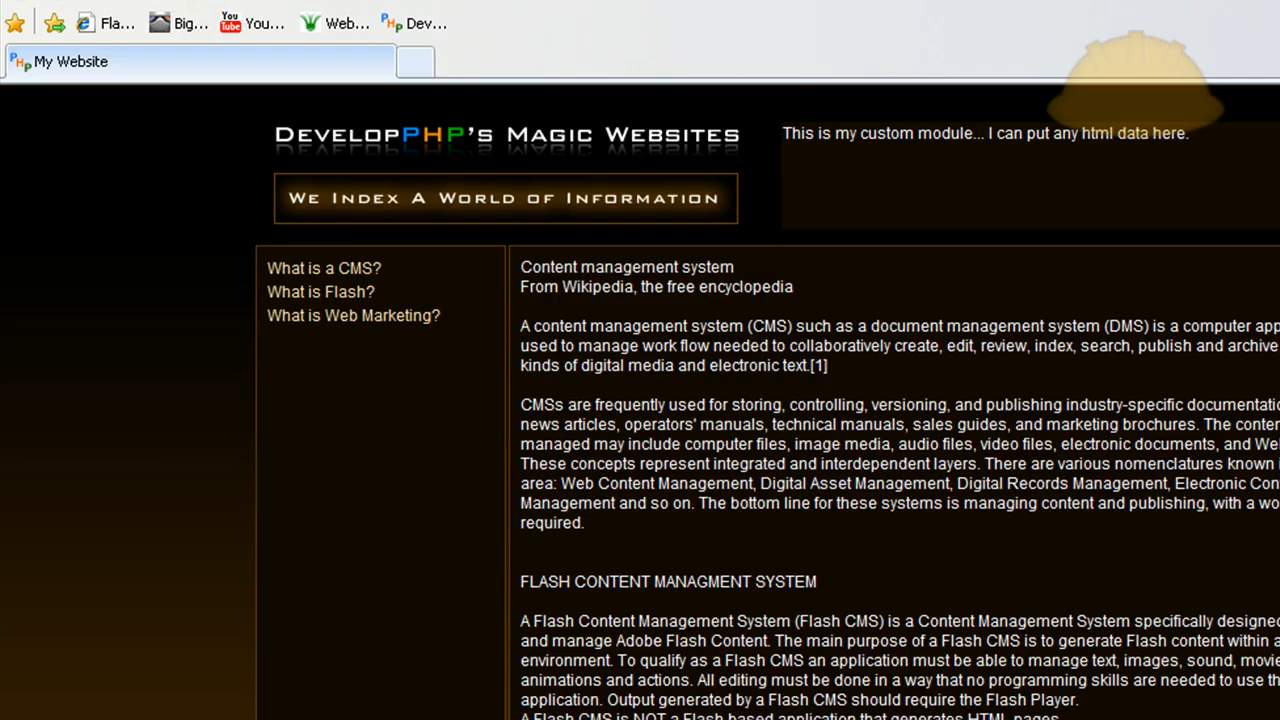 Fla... Big... You Tube You... Web... PHP Dev...
PHP My Website
DevelopPHP's Magic Websites
This is my custom module... I can put any html data here.
We Index A World of Information
What is a CMS?
What is Flash?
What is Web Marketing?
Content management system
From Wikipedia, the free encyclopedia
A content management system (CMS) such as a document management system (DMS) is a computer app
used to manage work flow needed to collaboratively create, edit, review, index, search, publish and archive
kinds of digital media and electronic text.[1]
CMSs are frequently used for storing, controlling, versioning, and publishing industry-specific documentatio
news articles, operators' manuals, technical manuals, sales guides, and marketing brochures. The conten
managed may include computer files, image media, audio files, video files, electronic documents, and We
These concepts represent integrated and interdependent layers. There are various nomenclatures known i
area: Web Content Management, Digital Asset Management, Digital Records Management, Electronic Con
Management and so on. The bottom line for these systems is managing content and publishing, with a wo
required.
FLASH CONTENT MANAGMENT SYSTEM
A Flash Content Management System (Flash CMS) is a Content Management System specifically designed
and manage Adobe Flash Content. The main purpose of a Flash CMS is to generate Flash content within a
environment. To qualify as a Flash CMS an application must be able to manage text, images, sound, movie
animations and actions. All editing must be done in a way that no programming skills are needed to use th
application. Output generated by a Flash CMS should require the Flash Player.
A Flash CMS is NOT a Flash based application that generates HTML pages